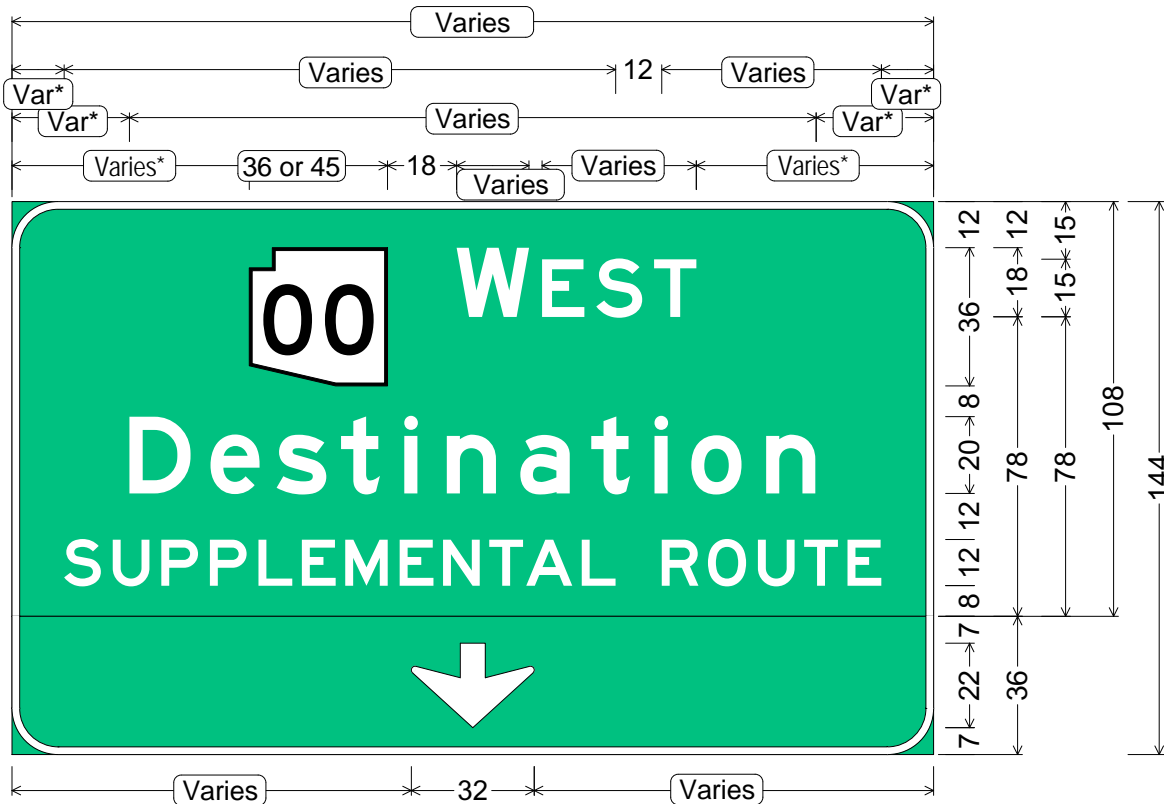 Varies
Varies 12 Varies
Var* Var*
Var* Varies Var*
Varies* 36 or 45 18 Varies Varies Varies*
00 WEST
Destination
SUPPLEMENTAL ROUTE
12 36 8 20 12 12 8 7 22 7
12 18 78 36
15 15 78
108
144
Varies 32 Varies